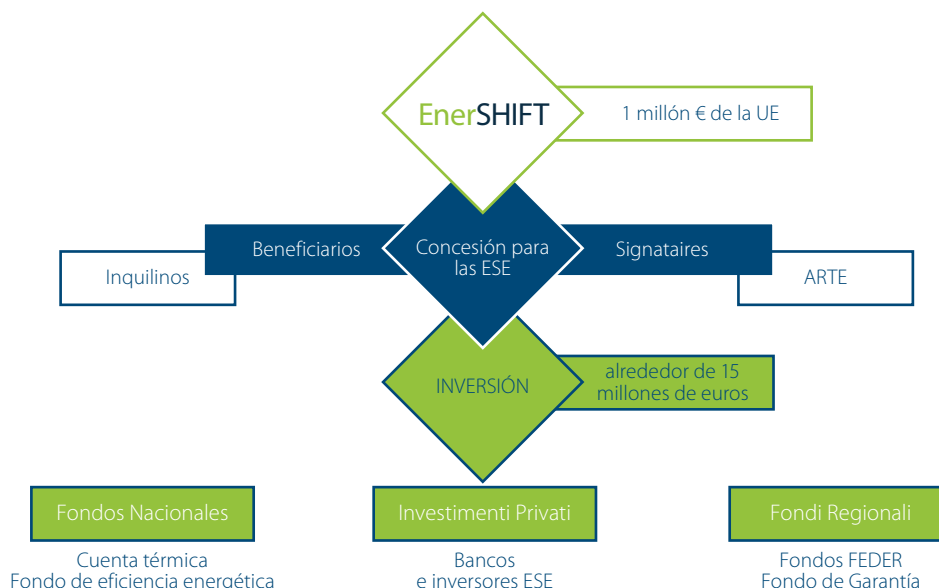 EnerSHIFT
1 millón € de la UE
Beneficiarios
Concesión para
las ESE
Signataires
Inquilinos
ARTE
INVERSIÓN
alrededor de 15
millones de euros
Fondos Nacionales
Investimenti Privati
Fondi Regionali
Cuenta térmica
Fondo de eficiencia energética
Bancos
e inversores ESE
Fondos FEDER
Fondo de Garantía